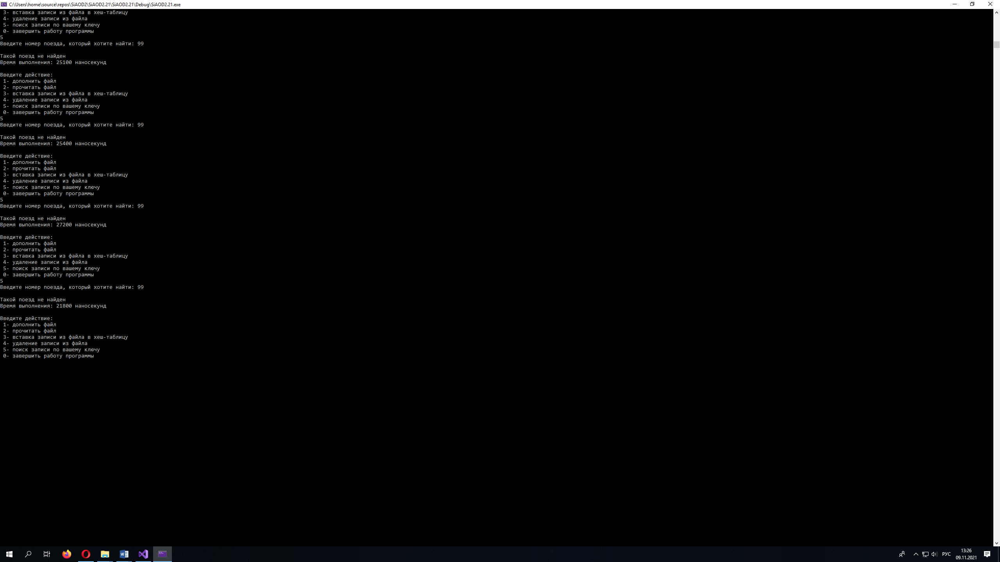 C:\Users\home\source\repos\SiAOD2\SiAOD2.21\SiAOD2.21\Debug\SiAOD2.21.exe
3- вставка записи из файла в хеш-таблицу
4- удаление записи из файла
5- поиск записи по вашему ключу
0- завершить работу программы
5
Введите номер поезда, который хотите найти: 99
Такой поезд не найден
Время выполнения: 25100 наносекунд
Введите действие:
1- дополнить файл
2- прочитать файл
3- вставка записи из файла в хеш-таблицу
4- удаление записи из файла
5- поиск записи по вашему ключу
0- завершить работу программы
5
Введите номер поезда, который хотите найти: 99
Такой поезд не найден
Время выполнения: 25400 наносекунд
Введите действие:
1- дополнить файл
2- прочитать файл
3- вставка записи из файла в хеш-таблицу
4- удаление записи из файла
5- поиск записи по вашему ключу
0- завершить работу программы
5
Введите номер поезда, который хотите найти: 99
Такой поезд не найден
Время выполнения: 27200 наносекунд
Введите действие:
1- дополнить файл
2- прочитать файл
3- вставка записи из файла в хеш-таблицу
4- удаление записи из файла
5- поиск записи по вашему ключу
0- завершить работу программы
5
Введите номер поезда, который хотите найти: 99
Такой поезд не найден
Время выполнения: 21800 наносекунд
Введите действие:
1- дополнить файл
2- прочитать файл
3- вставка записи из файла в хеш-таблицу
4- удаление записи из файла
5- поиск записи по вашему ключу
0- завершить работу программы
РУС
13:26
09.11.2021